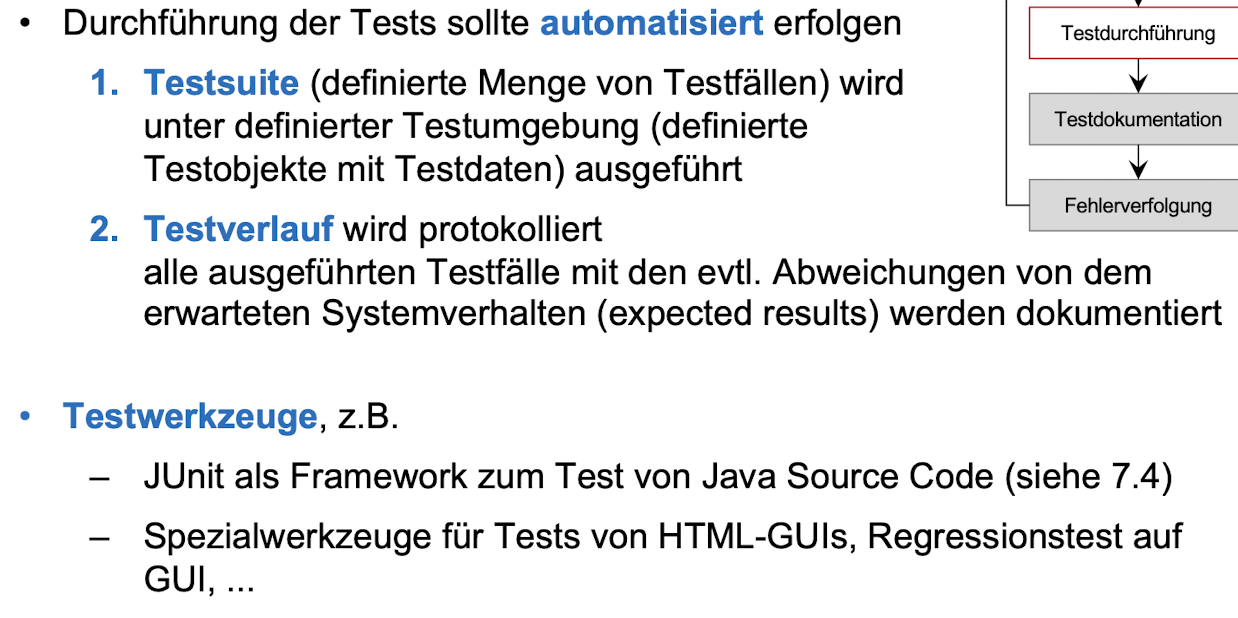 • Durchführung der Tests sollte automatisiert erfolgen
1. Testsuite (definierte Menge von Testfällen) wird
unter definierter Testumgebung (definierte
Testobjekte mit Testdaten) ausgeführt
2. Testverlauf wird protokolliert
alle ausgeführten Testfälle mit den evtl. Abweichungen von dem
erwarteten Systemverhalten (expected results) werden dokumentiert
• Testwerkzeuge, z.B.
– JUnit als Framework zum Test von Java Source Code (siehe 7.4)
– Spezialwerkzeuge für Tests von HTML-GUIs, Regressionstest auf
GUI, ...
Testdurchführung
Testdokumentation
Fehlerverfolgung